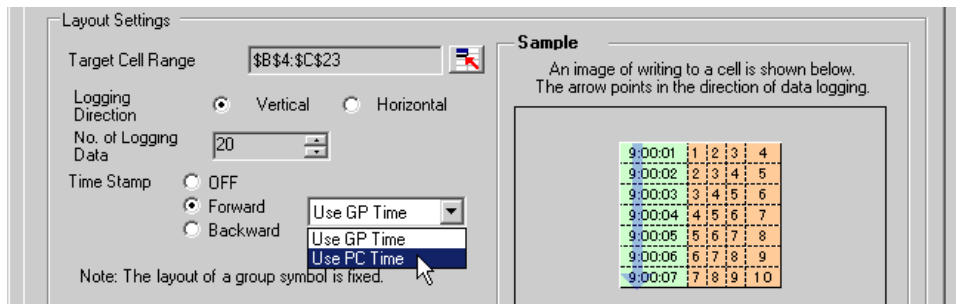 Layout Settings
Target Cell Range $B$4:$C$23
Logging Direction Vertical Horizontal
No. of Logging Data 20
Time Stamp OFF
Forward Use GP Time
Backward Use GP Time
Use PC Time
Note: The layout of a group symbol is fixed.
Sample
An image of writing to a cell is shown below.
The arrow points in the direction of data logging.
9:00:01 1 2 3 4
9:00:02 2 3 4 5
9:00:03 3 4 5 6
9:00:04 4 5 6 7
9:00:05 5 6 7 8
9:00:06 6 7 8 9
9:00:07 7 8 9 10